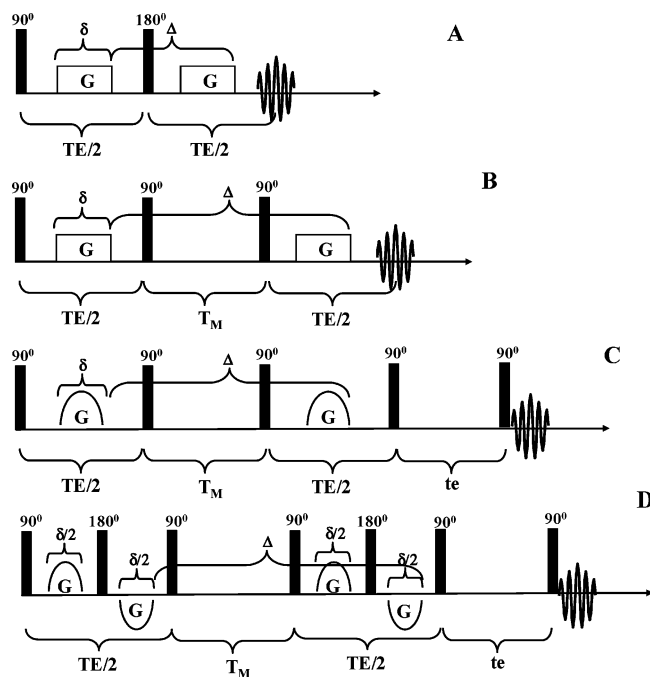 90⁰ 180⁰ A
δ Δ
G G
TE/2 TE/2
B
90⁰ 90⁰ 90⁰
δ Δ
G G
TE/2 T_M TE/2
C
90⁰ 90⁰ 90⁰ 90⁰ 90⁰
δ Δ
G G
TE/2 T_M TE/2 te
D
90⁰ 180⁰ 90⁰ 90⁰ 180⁰ 90⁰ 90⁰
δ/2 δ/2 Δ δ/2 δ/2
G G G G
TE/2 T_M TE/2 te